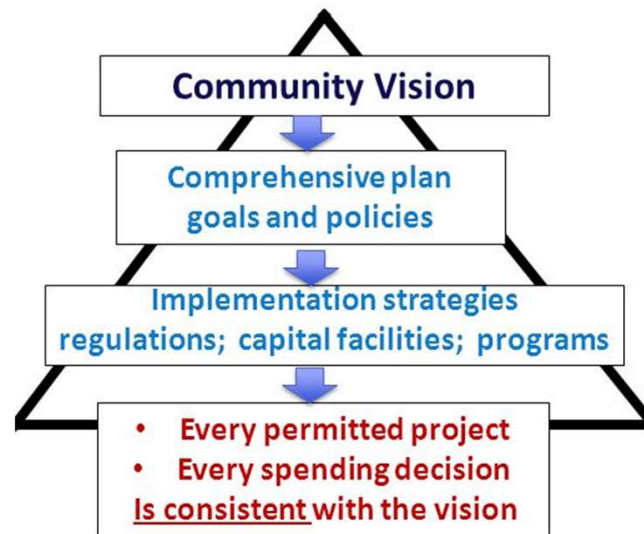 Community Vision
Comprehensive plan
goals and policies
Implementation strategies
regulations; capital facilities; programs
• Every permitted project
• Every spending decision
Is consistent with the vision